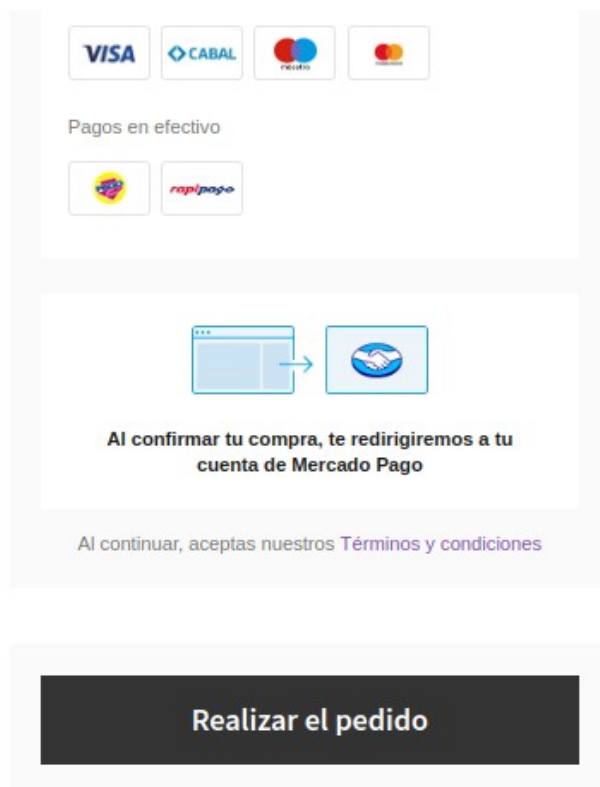 VISA CABAL maestro
Pagos en efectivo
rapipago
Al confirmar tu compra, te redirigiremos a tu
cuenta de Mercado Pago
Al continuar, aceptas nuestros Términos y condiciones
Realizar el pedido